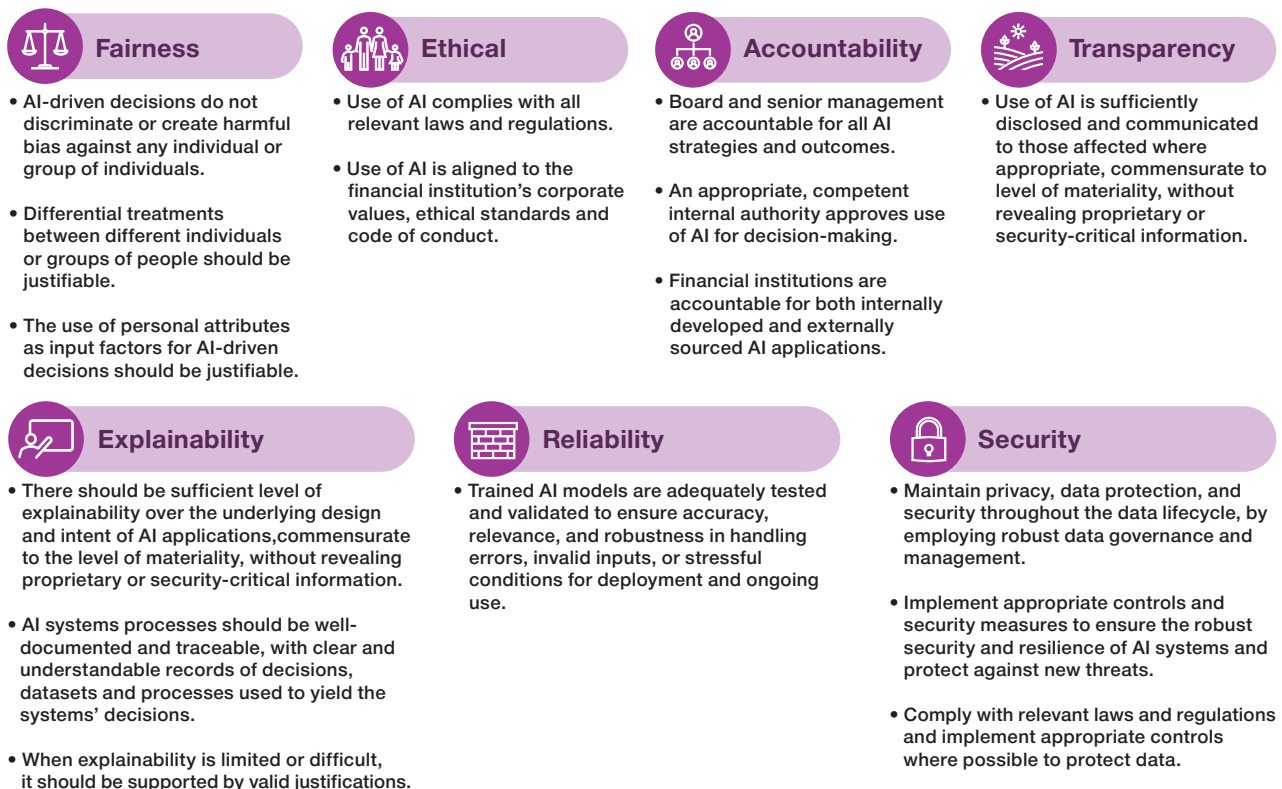 Fairness
• AI-driven decisions do not
discriminate or create harmful
bias against any individual or
group of individuals.
• Differential treatments
between different individuals
or groups of people should be
justifiable.
• The use of personal attributes
as input factors for AI-driven
decisions should be justifiable.
Ethical
• Use of AI complies with all
relevant laws and regulations.
• Use of AI is aligned to the
financial institution's corporate
values, ethical standards and
code of conduct.
Accountability
• Board and senior management
are accountable for all AI
strategies and outcomes.
• An appropriate, competent
internal authority approves use
of AI for decision-making.
• Financial institutions are
accountable for both internally
developed and externally
sourced AI applications.
Transparency
• Use of AI is sufficiently
disclosed and communicated
to those affected where
appropriate, commensurate to
level of materiality, without
revealing proprietary or
security-critical information.
Explainability
• There should be sufficient level of
explainability over the underlying design
and intent of AI applications,commensurate
to the level of materiality, without revealing
proprietary or security-critical information.
• AI systems processes should be well-
documented and traceable, with clear and
understandable records of decisions,
datasets and processes used to yield the
systems' decisions.
• When explainability is limited or difficult,
it should be supported by valid justifications.
Reliability
• Trained AI models are adequately tested
and validated to ensure accuracy,
relevance, and robustness in handling
errors, invalid inputs, or stressful
conditions for deployment and ongoing
use.
Security
• Maintain privacy, data protection, and
security throughout the data lifecycle, by
employing robust data governance and
management.
• Implement appropriate controls and
security measures to ensure the robust
security and resilience of AI systems and
protect against new threats.
• Comply with relevant laws and regulations
and implement appropriate controls
where possible to protect data.